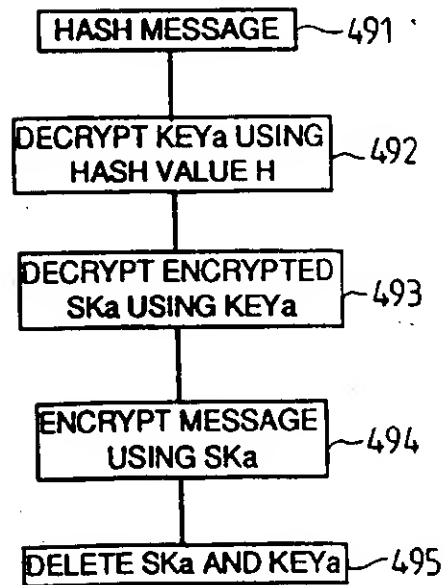 HASH MESSAGE
491
DECRYPT KEYa USING
HASH VALUE H
492
DECRYPT ENCRYPTED
SKa USING KEYa
493
ENCRYPT MESSAGE
USING SKa
494
DELETE SKa AND KEYa
495